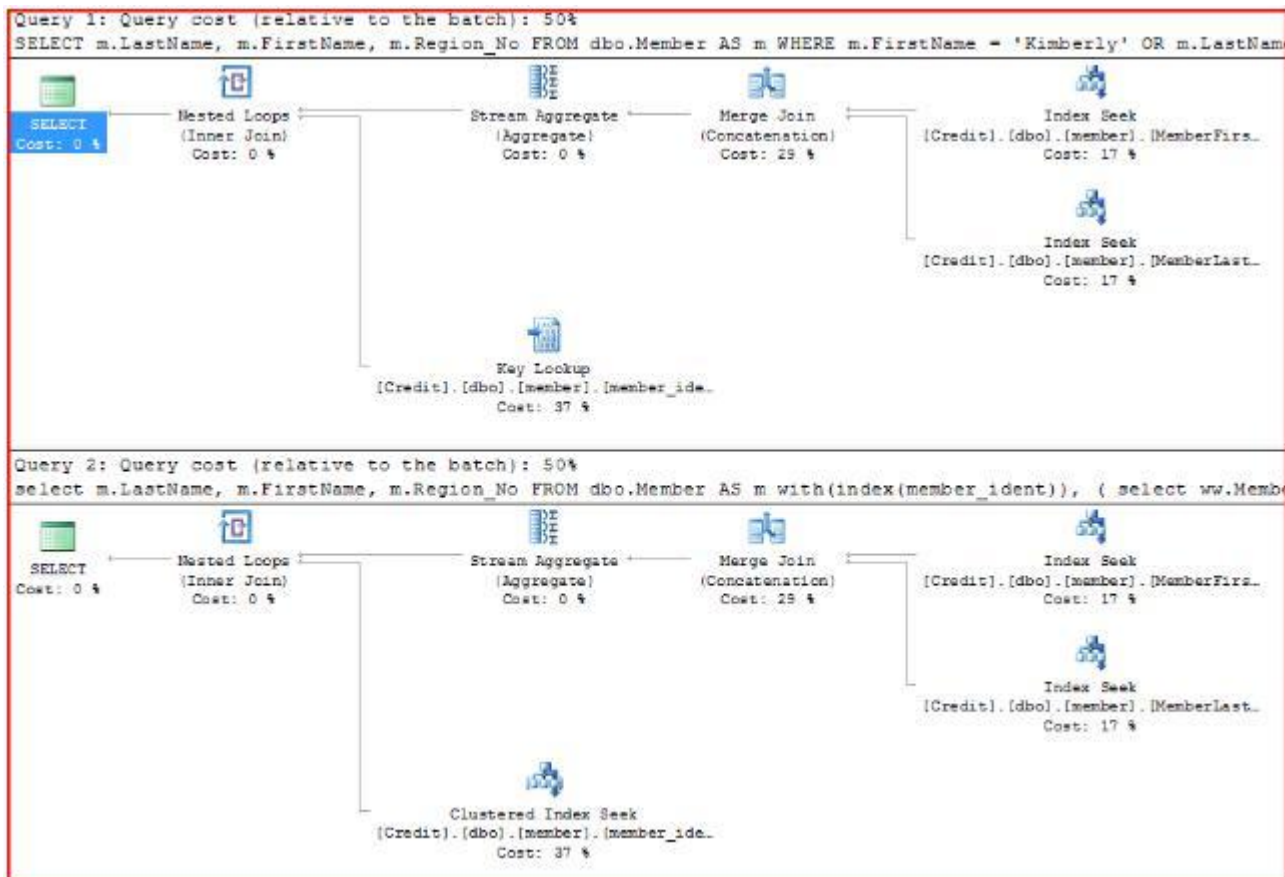 Query 1: Query cost (relative to the batch): 50%
SELECT m.LastName, m.FirstName, m.Region_No FROM dbo.Member AS m WHERE m.FirstName = 'Kimberly' OR m.LastName
SELECT
Cost: 0 %
Nested Loops
(Inner Join)
Cost: 0 %
Stream Aggregate
(Aggregate)
Cost: 0 %
Merge Join
(Concatenation)
Cost: 29 %
Index Seek
[Credit].[dbo].[member].[MemberFirs…
Cost: 17 %
Index Seek
[Credit].[dbo].[member].[MemberLast…
Cost: 17 %
Key Lookup
[Credit].[dbo].[member].[member_ide…
Cost: 37 %
Query 2: Query cost (relative to the batch): 50%
select m.LastName, m.FirstName, m.Region_No FROM dbo.Member AS m with(index(member_ident)), ( select ww.Membe
SELECT
Cost: 0 %
Nested Loops
(Inner Join)
Cost: 0 %
Stream Aggregate
(Aggregate)
Cost: 0 %
Merge Join
(Concatenation)
Cost: 29 %
Index Seek
[Credit].[dbo].[member].[MemberFirs…
Cost: 17 %
Index Seek
[Credit].[dbo].[member].[MemberLast…
Cost: 17 %
Clustered Index Seek
[Credit].[dbo].[member].[member_ide…
Cost: 37 %